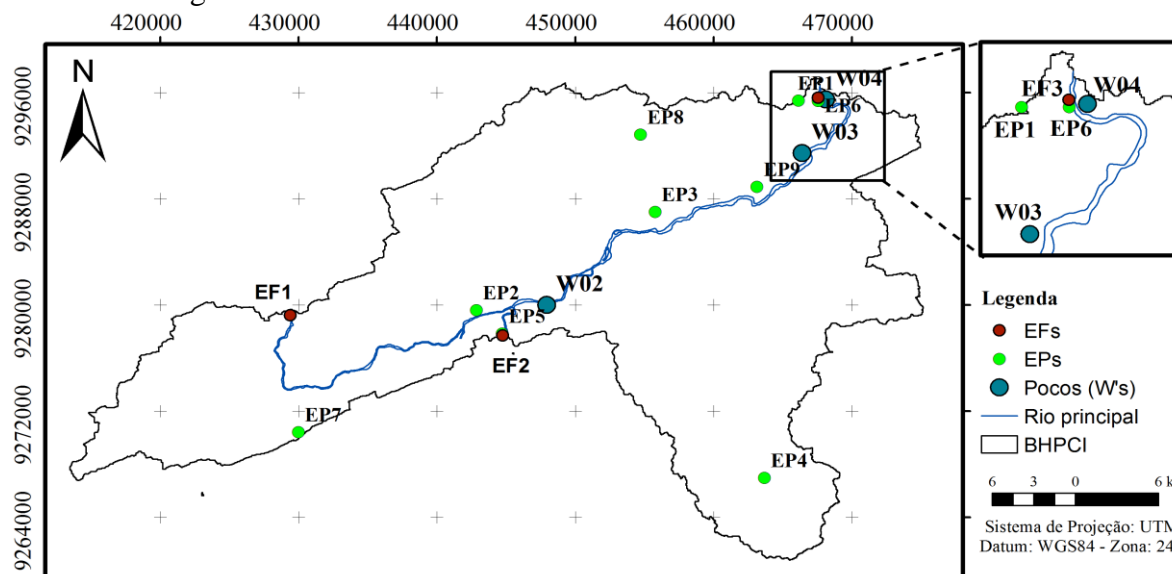 420000 430000 440000 450000 460000 470000
9296000
9288000
9280000
9272000
9264000
N
EP1 W04
EP6
EP8
W03
EP9
EP3
W02
EF1
EP2
EP5
EF2
EP7
EP4
EF3 W04
EP1 EP6
W03
Legenda
EFs
EPs
Pocos (W's)
Rio principal
BHPCI
6 3 0 6 k
Sistema de Projeção: UTM
Datum: WGS84 - Zona: 24